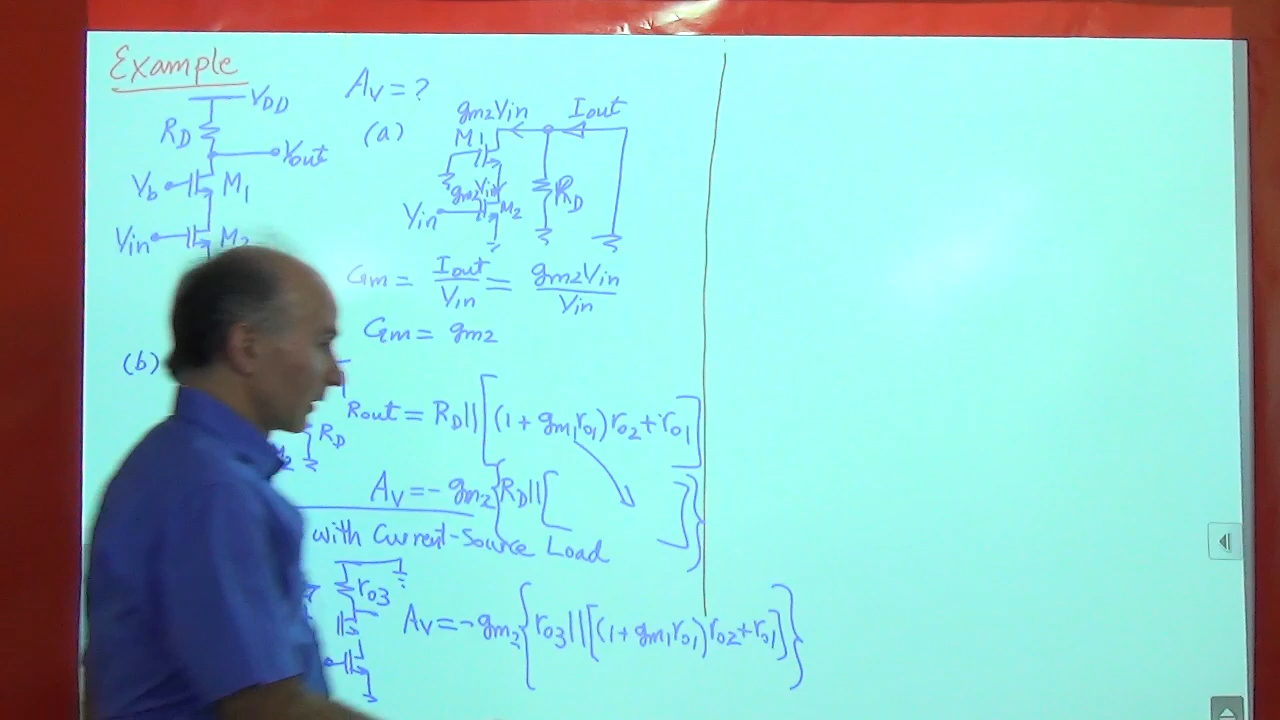 Example
VDD
RD
Vout
Vb M1
Vin M2
Av = ?
(a)
gm2Vin Iout
M1
gm2Vin
RD
Vin M2
Gm = Iout/Vin = gm2Vin/Vin
Gm = gm2
(b)
RD
Rout = RD||[(1 + gm1ro1)ro2 + ro1]
Av = - gm2{RD||[ ]}
with Current-Source Load
ro3
Av = - gm2{ro3||[(1 + gm1ro1)ro2 + ro1]}